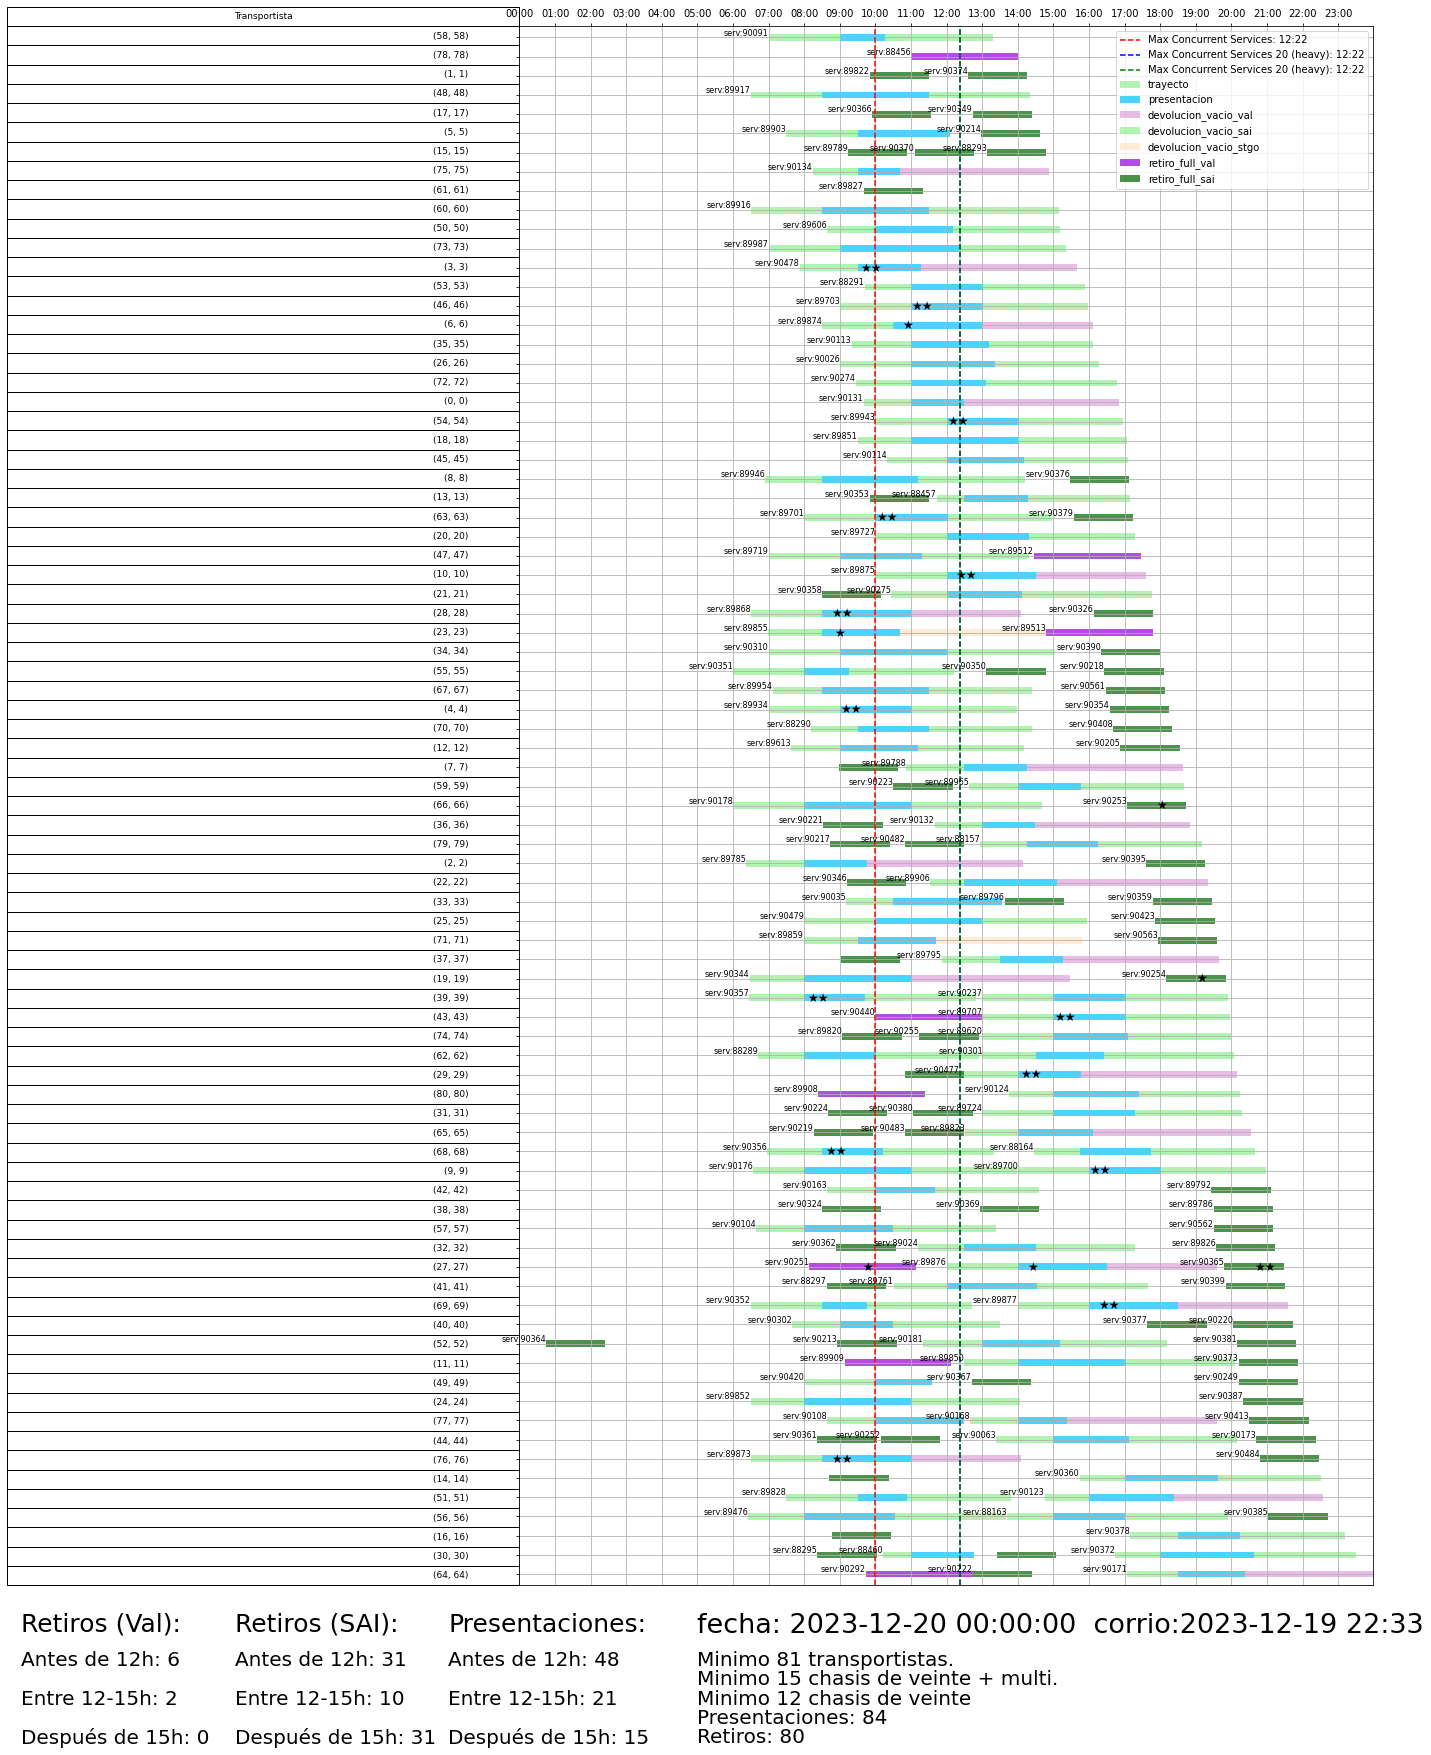 Transportista 00:00 01:00 02:00 03:00 04:00 05:00 06:00 07:00 08:00 09:00 10:00 11:00 12:00 13:00 14:00 15:00 16:00 17:00 18:00 19:00 20:00 21:00 22:00 23:00
Max Concurrent Services: 12:22
Max Concurrent Services 20 (heavy): 12:22
Max Concurrent Services 20 (heavy): 12:22
trayecto
presentacion
devolucion_vacio_val
devolucion_vacio_sai
devolucion_vacio_stgo
retiro_full_val
retiro_full_sai
(58, 58) serv:90091
(78, 78) serv:88456
(1, 1) serv:89822 serv:90374
(48, 48) serv:89917
(17, 17) serv:90366 serv:90349
(5, 5) serv:89903 serv:90214
(15, 15) serv:89789 serv:90370 serv:88293
(75, 75) serv:90134
(61, 61) serv:89827
(60, 60) serv:89916
(50, 50) serv:89606
(73, 73) serv:89987
(3, 3) serv:90478
(53, 53) serv:88291
(46, 46) serv:89703
(6, 6) serv:89874
(35, 35) serv:90113
(26, 26) serv:90026
(72, 72) serv:90274
(0, 0) serv:90131
(54, 54) serv:89943
(18, 18) serv:89851
(45, 45) serv:90114
(8, 8) serv:89946 serv:90376
(13, 13) serv:90353 serv:88457
(63, 63) serv:89701 serv:90379
(20, 20) serv:89727
(47, 47) serv:89719 serv:89512
(10, 10) serv:89875
(21, 21) serv:90358 serv:90275
(28, 28) serv:89868 serv:90326
(23, 23) serv:89855 serv:89513
(34, 34) serv:90310 serv:90390
(55, 55) serv:90351 serv:90350 serv:90218
(67, 67) serv:89954 serv:90561
(4, 4) serv:89934 serv:90354
(70, 70) serv:88290 serv:90408
(12, 12) serv:89613 serv:90205
(7, 7) serv:89788
(59, 59) serv:90223 serv:89955
(66, 66) serv:90178 serv:90253
(36, 36) serv:90221 serv:90132
(79, 79) serv:90217 serv:90482 serv:88157
(2, 2) serv:89785 serv:90395
(22, 22) serv:90346 serv:89906
(33, 33) serv:90035 serv:89796 serv:90359
(25, 25) serv:90479 serv:90423
(71, 71) serv:89859 serv:90563
(37, 37) serv:89795
(19, 19) serv:90344 serv:90254
(39, 39) serv:90357 serv:90237
(43, 43) serv:90440 serv:89707
(74, 74) serv:89820 serv:90255 serv:89620
(62, 62) serv:88289 serv:90301
(29, 29) serv:90477
(80, 80) serv:89908 serv:90124
(31, 31) serv:90224 serv:90380 serv:89724
(65, 65) serv:90219 serv:90483 serv:89823
(68, 68) serv:90356 serv:88164
(9, 9) serv:90176 serv:89700
(42, 42) serv:90163 serv:89792
(38, 38) serv:90324 serv:90369 serv:89786
(57, 57) serv:90104 serv:90562
(32, 32) serv:90362 serv:89024 serv:89826
(27, 27) serv:90251 serv:89876 serv:90365
(41, 41) serv:88297 serv:89761 serv:90399
(69, 69) serv:90352 serv:89877
(40, 40) serv:90302 serv:90377 serv:90220
(52, 52) serv:90364 serv:90213 serv:90181 serv:90381
(11, 11) serv:89909 serv:89850 serv:90373
(49, 49) serv:90420 serv:90367 serv:90249
(24, 24) serv:89852 serv:90387
(77, 77) serv:90108 serv:90168 serv:90413
(44, 44) serv:90361 serv:90252 serv:90063 serv:90173
(76, 76) serv:89873 serv:90484
(14, 14) serv:90360
(51, 51) serv:89828 serv:90123
(56, 56) serv:89476 serv:88163 serv:90385
(16, 16) serv:90378
(30, 30) serv:88295 serv:88460 serv:90372
(64, 64) serv:90292 serv:90222 serv:90171
Retiros (Val): Retiros (SAI): Presentaciones: fecha: 2023-12-20 00:00:00 corrio:2023-12-19 22:33
Antes de 12h: 6 Antes de 12h: 31 Antes de 12h: 48 Minimo 81 transportistas.
Minimo 15 chasis de veinte + multi.
Entre 12-15h: 2 Entre 12-15h: 10 Entre 12-15h: 21 Minimo 12 chasis de veinte
Presentaciones: 84
Después de 15h: 0 Después de 15h: 31 Después de 15h: 15 Retiros: 80